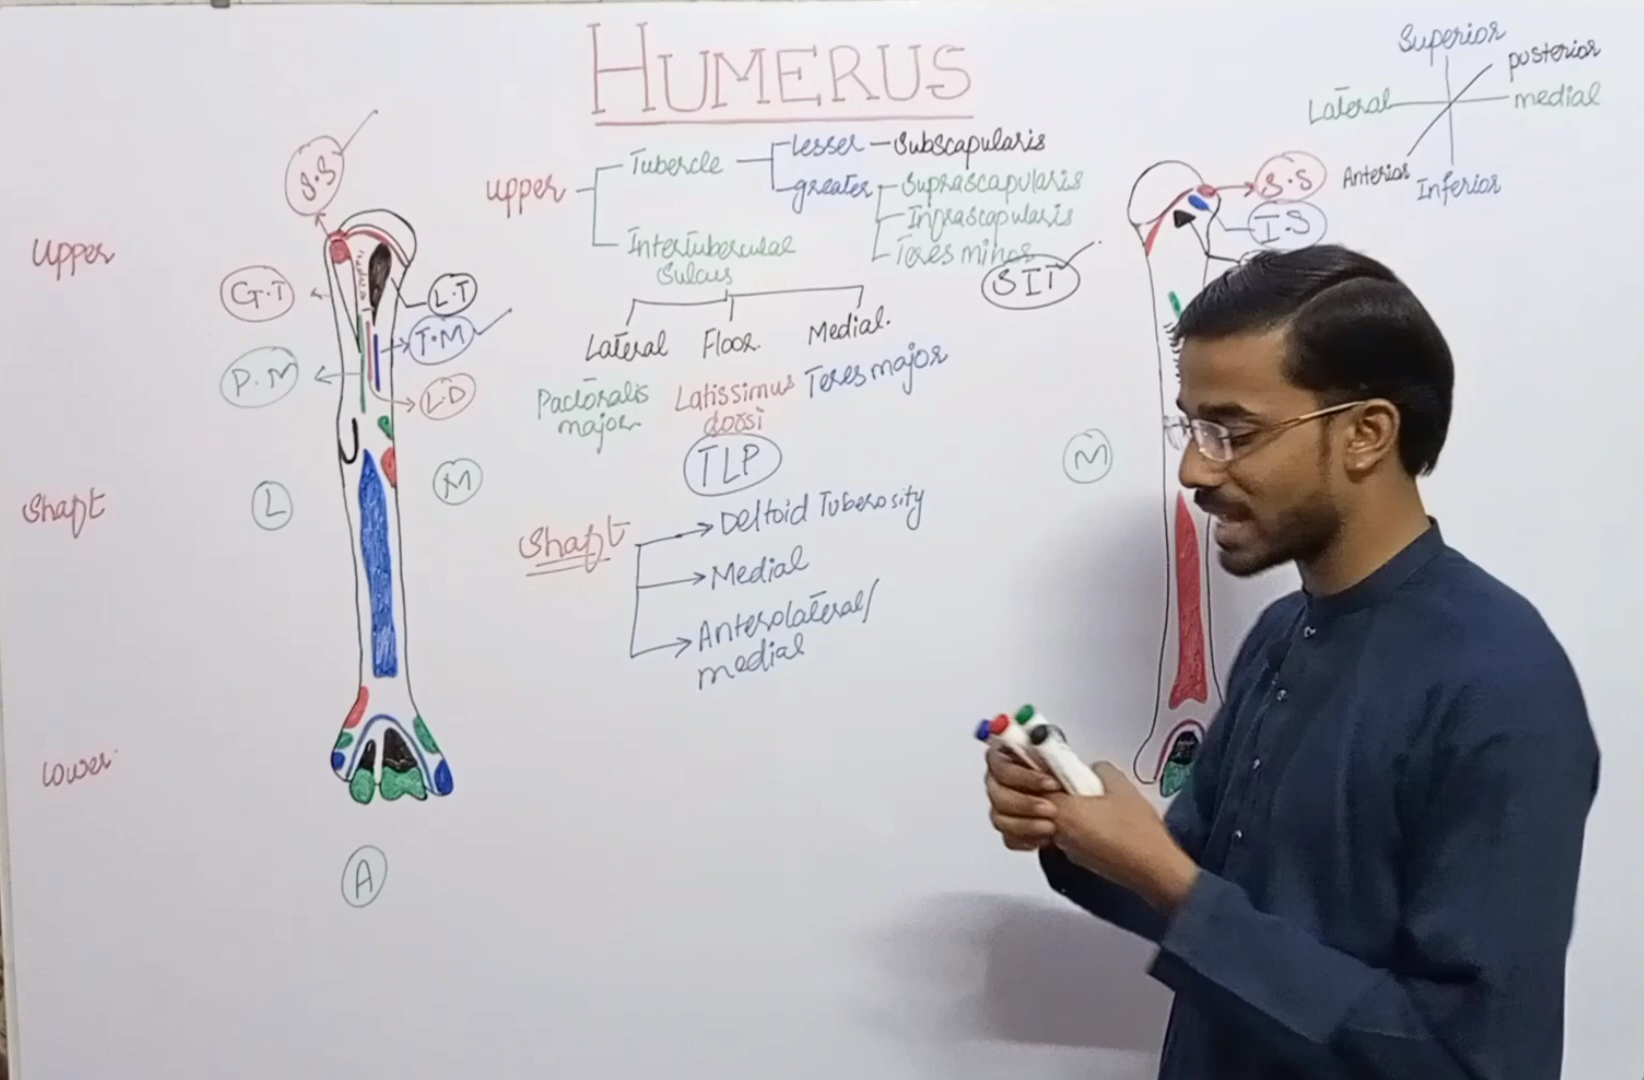 HUMERUS
Superior
posterior
Lateral
medial
Anterior
Inferior
Upper
Shaft
Lower
S.S
G.T
L.T
T.M
P.M
L.D
L
M
A
upper
Tubercle
lesser
Subscapularis
greater
Suprascapularis
Infrascapularis
Teres minor
SIT
Intertubercular
Sulcus
Lateral
Floor
Medial.
Pactoralis
major
Latissimus
dorsi
Teres major
TLP
Shaft
Deltoid Tuberosity
Medial
Anterolateral/
medial
S.S
I.S
M